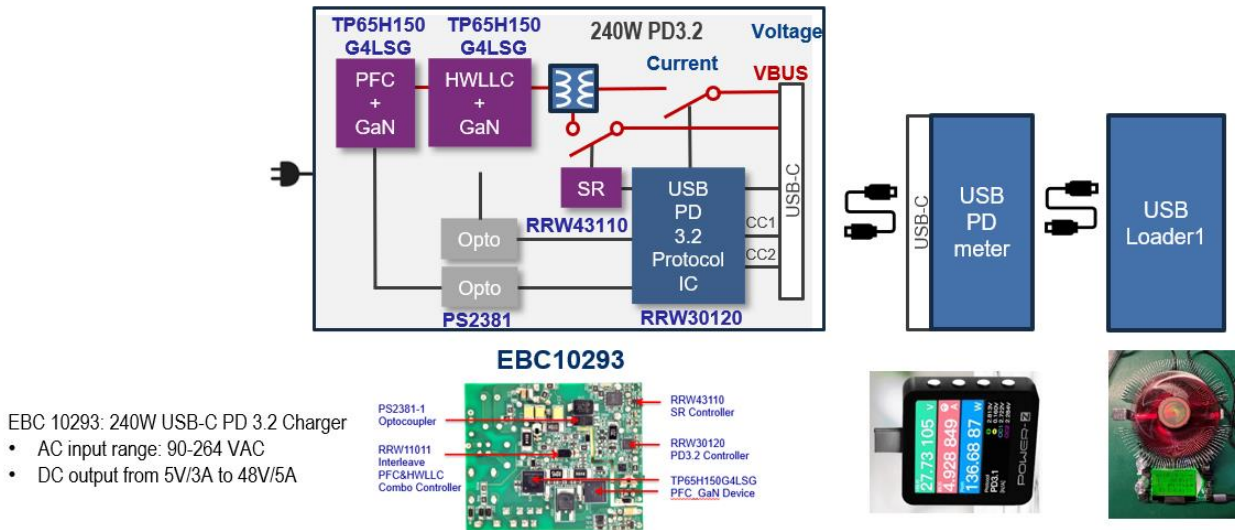 TP65H150
G4LSG
TP65H150
G4LSG
240W PD3.2
Voltage
Current
VBUS
PFC
+
GaN
HWLLC
+
GaN
SR
RRW43110
USB
PD
3.2
Protocol
IC
RRW30120
CC1
CC2
USB-C
Opto
Opto
PS2381
USB-C
USB
PD
meter
USB
Loader1
EBC10293
EBC 10293: 240W USB-C PD 3.2 Charger
• AC input range: 90-264 VAC
• DC output from 5V/3A to 48V/5A
PS2381-1
Optocoupler
RRW11011
Interleave
PFC&HWLLC
Combo Controller
RRW43110
SR Controller
RRW30120
PD3.2 Controller
TP65H150G4LSG
PFC_GaN Device
27.73 105 V
4.928 849 A
136.68 87 W
PD3.1
POWER-Z